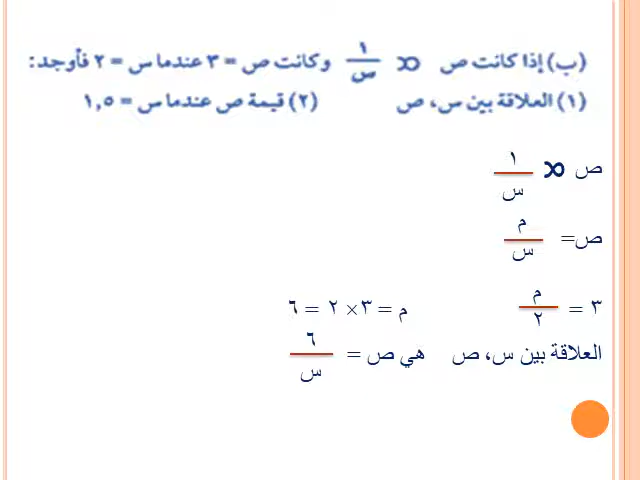 (ب) إذا كانت ص ∝ ١/س وكانت ص = ٣ عندما س = ٢ فأوجد:
(١) العلاقة بين س، ص (٢) قيمة ص عندما س = ١,٥
ص ∝ ١/س
ص= م/س
٣ = م/٢ م = ٣× ٢ = ٦
العلاقة بين س، ص هي ص = ٦/س